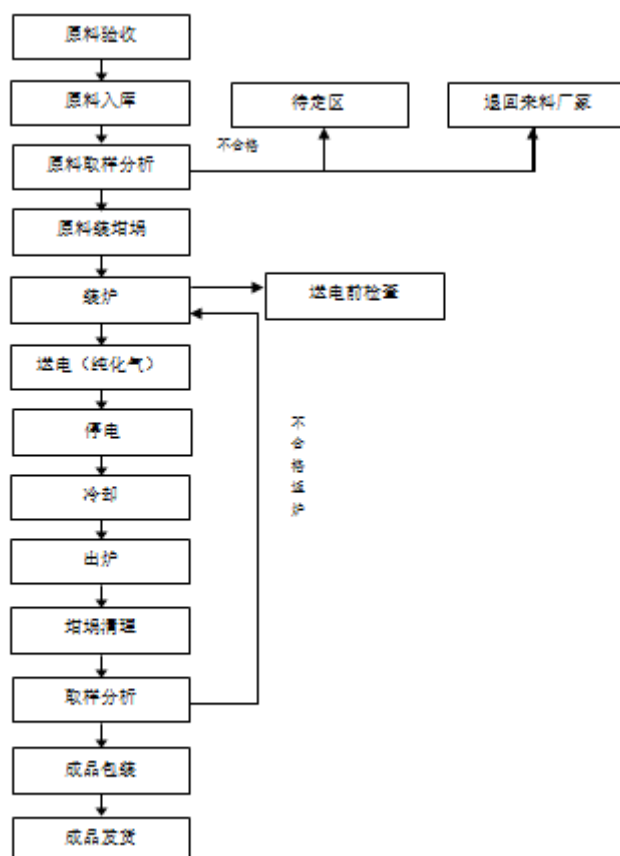 原料验收
原料入库
待定区
退回来料厂家
不合格
原料取样分析
原料装坩埚
装炉
送电前检查
送电（纯化气）
停电
不合格返炉
冷却
出炉
坩埚清理
取样分析
成品包装
成品发货